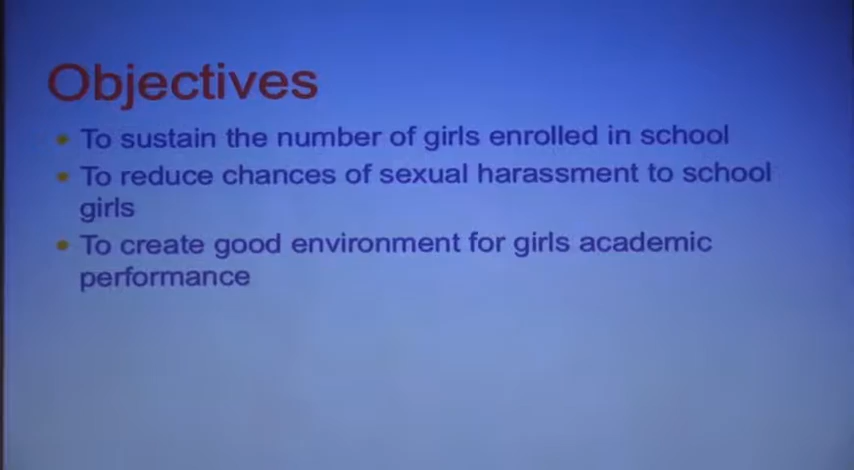 Objectives
• To sustain the number of girls enrolled in school
• To reduce chances of sexual harassment to school
girls
• To create good environment for girls academic
performance